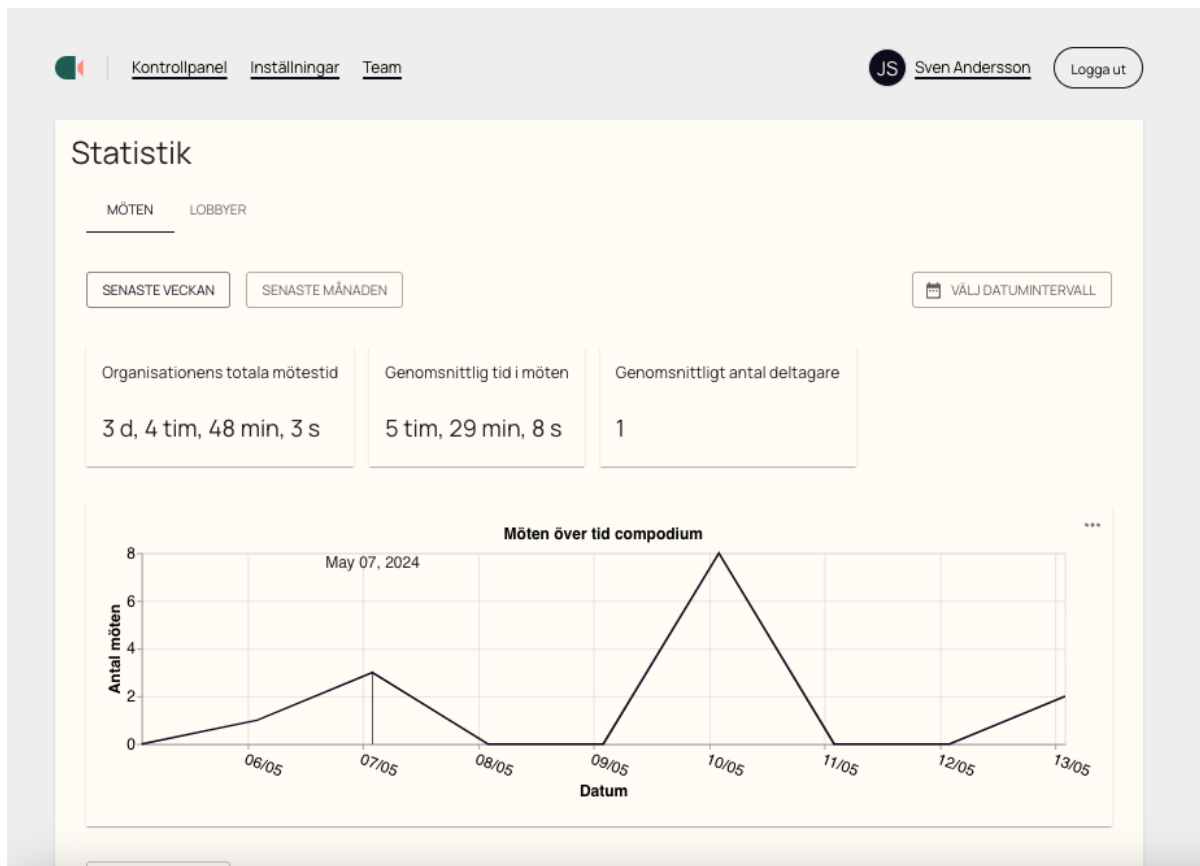 Kontrollpanel Inställningar Team JS Sven Andersson Logga ut
Statistik
MÖTEN LOBBYER
SENASTE VECKAN SENASTE MÅNADEN VÄLJ DATUMINTERVALL
Organisationens totala mötestid Genomsnittlig tid i möten Genomsnittligt antal deltagare
3 d, 4 tim, 48 min, 3 s 5 tim, 29 min, 8 s 1
Möten över tid compodium
May 07, 2024
Antal möten
8
6
4
2
0
06/05 07/05 08/05 09/05 10/05 11/05 12/05 13/05
Datum